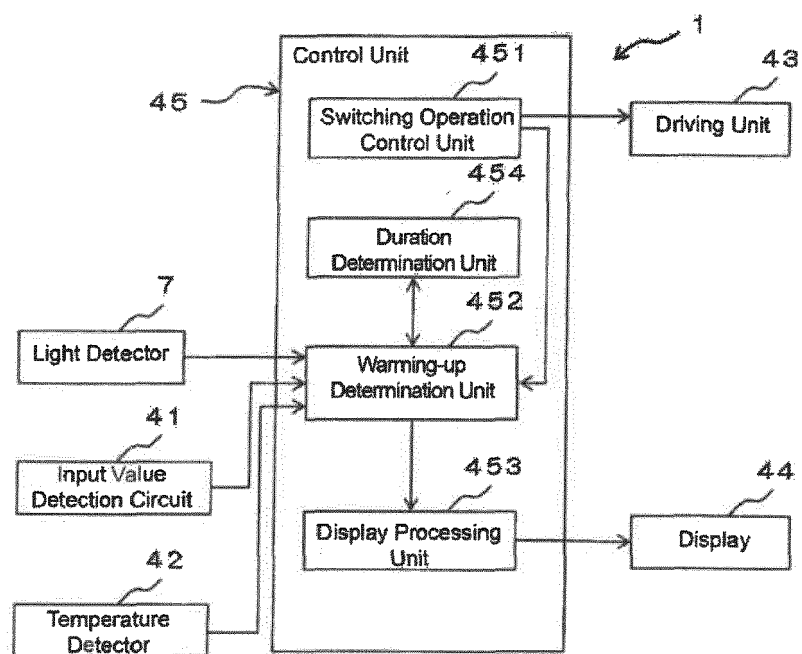 1
Control Unit
451
43
45
Switching Operation
Control Unit
Driving Unit
454
Duration
Determination Unit
7
452
Light Detector
Warming-up
Determination Unit
41
Input Value
Detection Circuit
453
44
Display Processing
Unit
Display
42
Temperature
Detector